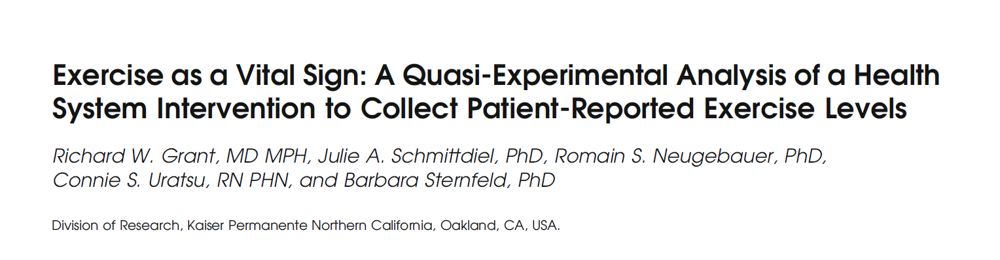 Exercise as a Vital Sign: A Quasi-Experimental Analysis of a Health
System Intervention to Collect Patient-Reported Exercise Levels
Richard W. Grant, MD MPH, Julie A. Schmittdiel, PhD, Romain S. Neugebauer, PhD,
Connie S. Uratsu, RN PHN, and Barbara Sternfeld, PhD
Division of Research, Kaiser Permanente Northern California, Oakland, CA, USA.